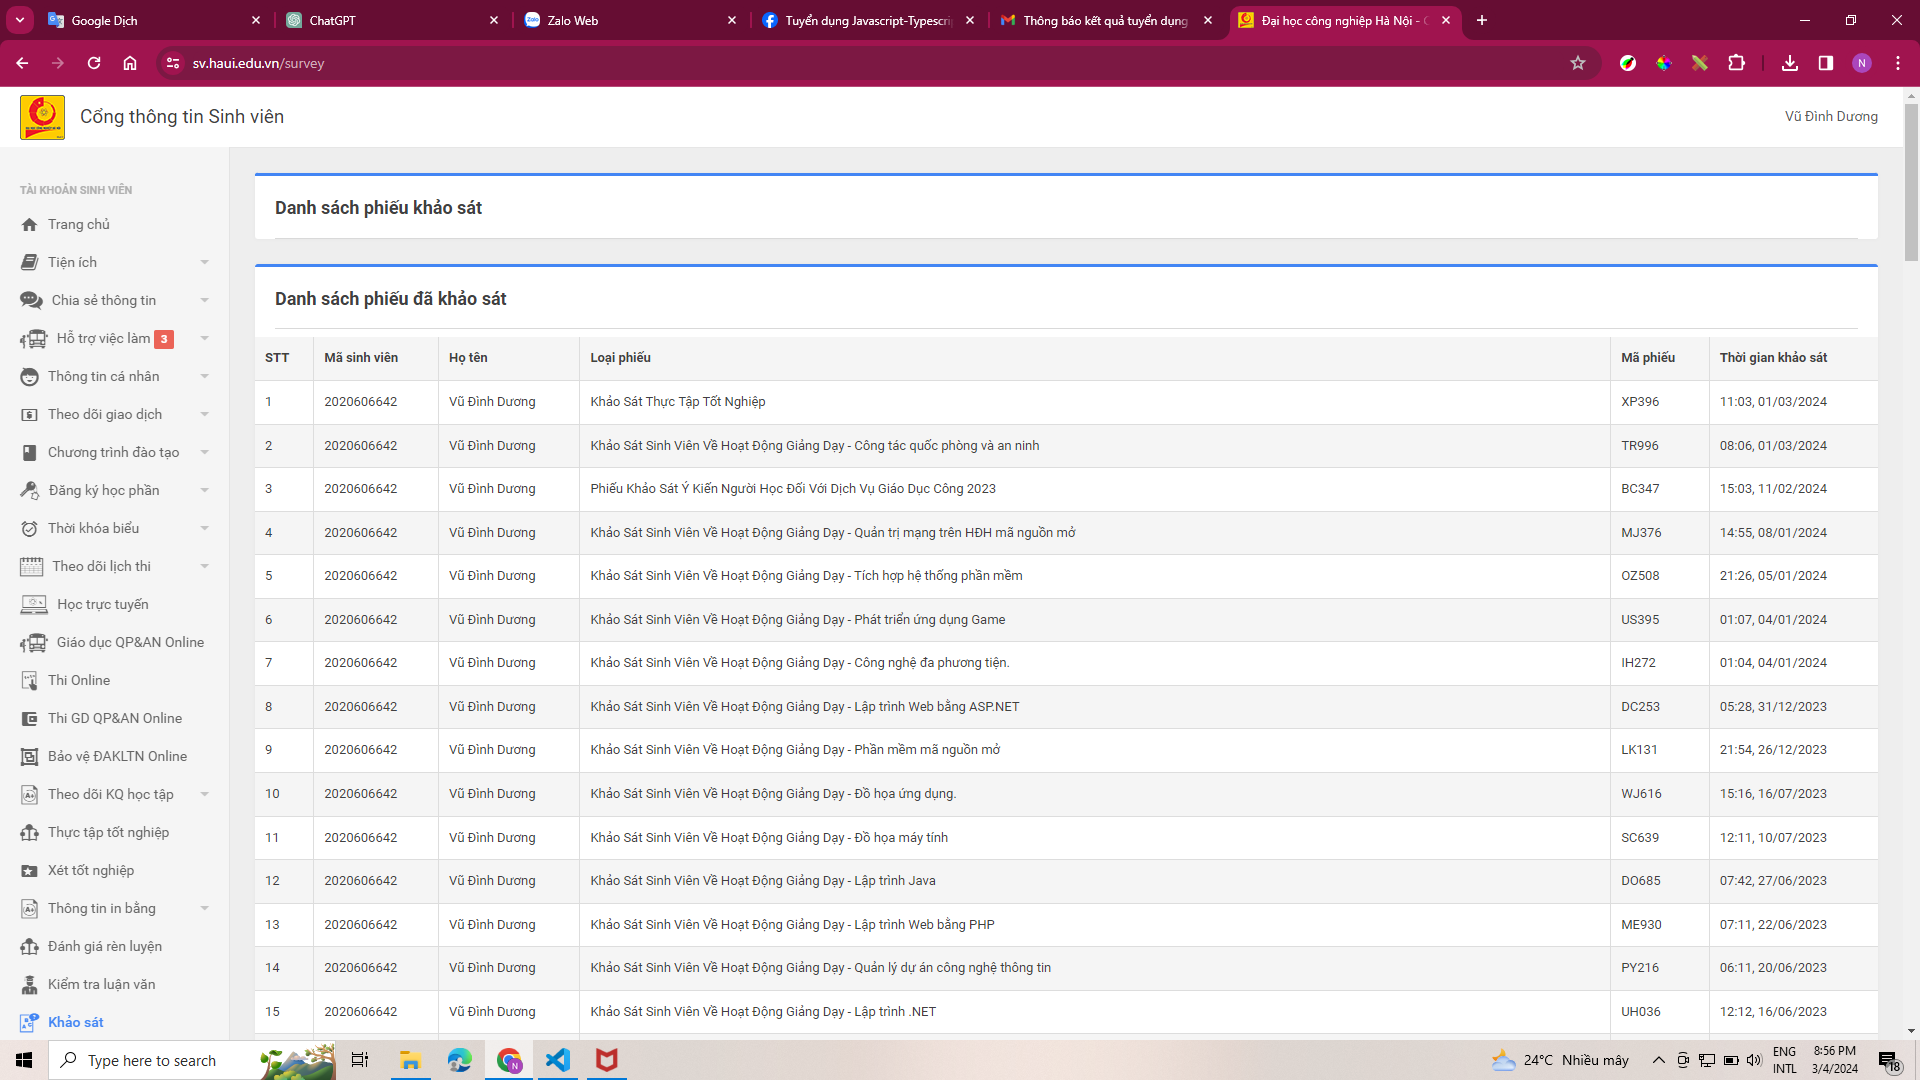 Google Dịch
ChatGPT
Zalo Web
Tuyển dụng Javascript-Typescri
Thông báo kết quả tuyển dụng
Đại học công nghiệp Hà Nội - C
sv.haui.edu.vn/survey
N
Cổng thông tin Sinh viên
Vũ Đình Dương
TÀI KHOẢN SINH VIÊN
Trang chủ
Tiện ích
Chia sẻ thông tin
Hỗ trợ việc làm 3
Thông tin cá nhân
Theo dõi giao dịch
Chương trình đào tạo
Đăng ký học phần
Thời khóa biểu
Theo dõi lịch thi
Học trực tuyến
Giáo dục QP&AN Online
Thi Online
Thi GD QP&AN Online
Bảo vệ ĐAKLTN Online
Theo dõi KQ học tập
Thực tập tốt nghiệp
Xét tốt nghiệp
Thông tin in bằng
Đánh giá rèn luyện
Kiểm tra luận văn
Khảo sát
Danh sách phiếu khảo sát
Danh sách phiếu đã khảo sát
STT Mã sinh viên Họ tên Loại phiếu Mã phiếu Thời gian khảo sát
1 2020606642 Vũ Đình Dương Khảo Sát Thực Tập Tốt Nghiệp XP396 11:03, 01/03/2024
2 2020606642 Vũ Đình Dương Khảo Sát Sinh Viên Về Hoạt Động Giảng Dạy - Công tác quốc phòng và an ninh TR996 08:06, 01/03/2024
3 2020606642 Vũ Đình Dương Phiếu Khảo Sát Ý Kiến Người Học Đối Với Dịch Vụ Giáo Dục Công 2023 BC347 15:03, 11/02/2024
4 2020606642 Vũ Đình Dương Khảo Sát Sinh Viên Về Hoạt Động Giảng Dạy - Quản trị mạng trên HĐH mã nguồn mở MJ376 14:55, 08/01/2024
5 2020606642 Vũ Đình Dương Khảo Sát Sinh Viên Về Hoạt Động Giảng Dạy - Tích hợp hệ thống phần mềm OZ508 21:26, 05/01/2024
6 2020606642 Vũ Đình Dương Khảo Sát Sinh Viên Về Hoạt Động Giảng Dạy - Phát triển ứng dụng Game US395 01:07, 04/01/2024
7 2020606642 Vũ Đình Dương Khảo Sát Sinh Viên Về Hoạt Động Giảng Dạy - Công nghệ đa phương tiện. IH272 01:04, 04/01/2024
8 2020606642 Vũ Đình Dương Khảo Sát Sinh Viên Về Hoạt Động Giảng Dạy - Lập trình Web bằng ASP.NET DC253 05:28, 31/12/2023
9 2020606642 Vũ Đình Dương Khảo Sát Sinh Viên Về Hoạt Động Giảng Dạy - Phần mềm mã nguồn mở LK131 21:54, 26/12/2023
10 2020606642 Vũ Đình Dương Khảo Sát Sinh Viên Về Hoạt Động Giảng Dạy - Đồ họa ứng dụng. WJ616 15:16, 16/07/2023
11 2020606642 Vũ Đình Dương Khảo Sát Sinh Viên Về Hoạt Động Giảng Dạy - Đồ họa máy tính SC639 12:11, 10/07/2023
12 2020606642 Vũ Đình Dương Khảo Sát Sinh Viên Về Hoạt Động Giảng Dạy - Lập trình Java DO685 07:42, 27/06/2023
13 2020606642 Vũ Đình Dương Khảo Sát Sinh Viên Về Hoạt Động Giảng Dạy - Lập trình Web bằng PHP ME930 07:11, 22/06/2023
14 2020606642 Vũ Đình Dương Khảo Sát Sinh Viên Về Hoạt Động Giảng Dạy - Quản lý dự án công nghệ thông tin PY216 06:11, 20/06/2023
15 2020606642 Vũ Đình Dương Khảo Sát Sinh Viên Về Hoạt Động Giảng Dạy - Lập trình .NET UH036 12:12, 16/06/2023
Type here to search
24°C Nhiều mây
ENG
INTL
8:56 PM
3/4/2024
18